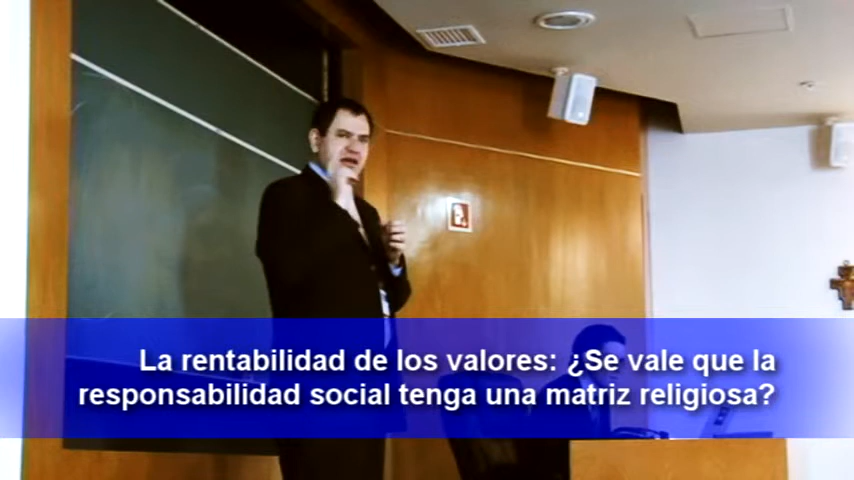 La rentabilidad de los valores: ¿Se vale que la
responsabilidad social tenga una matriz religiosa?